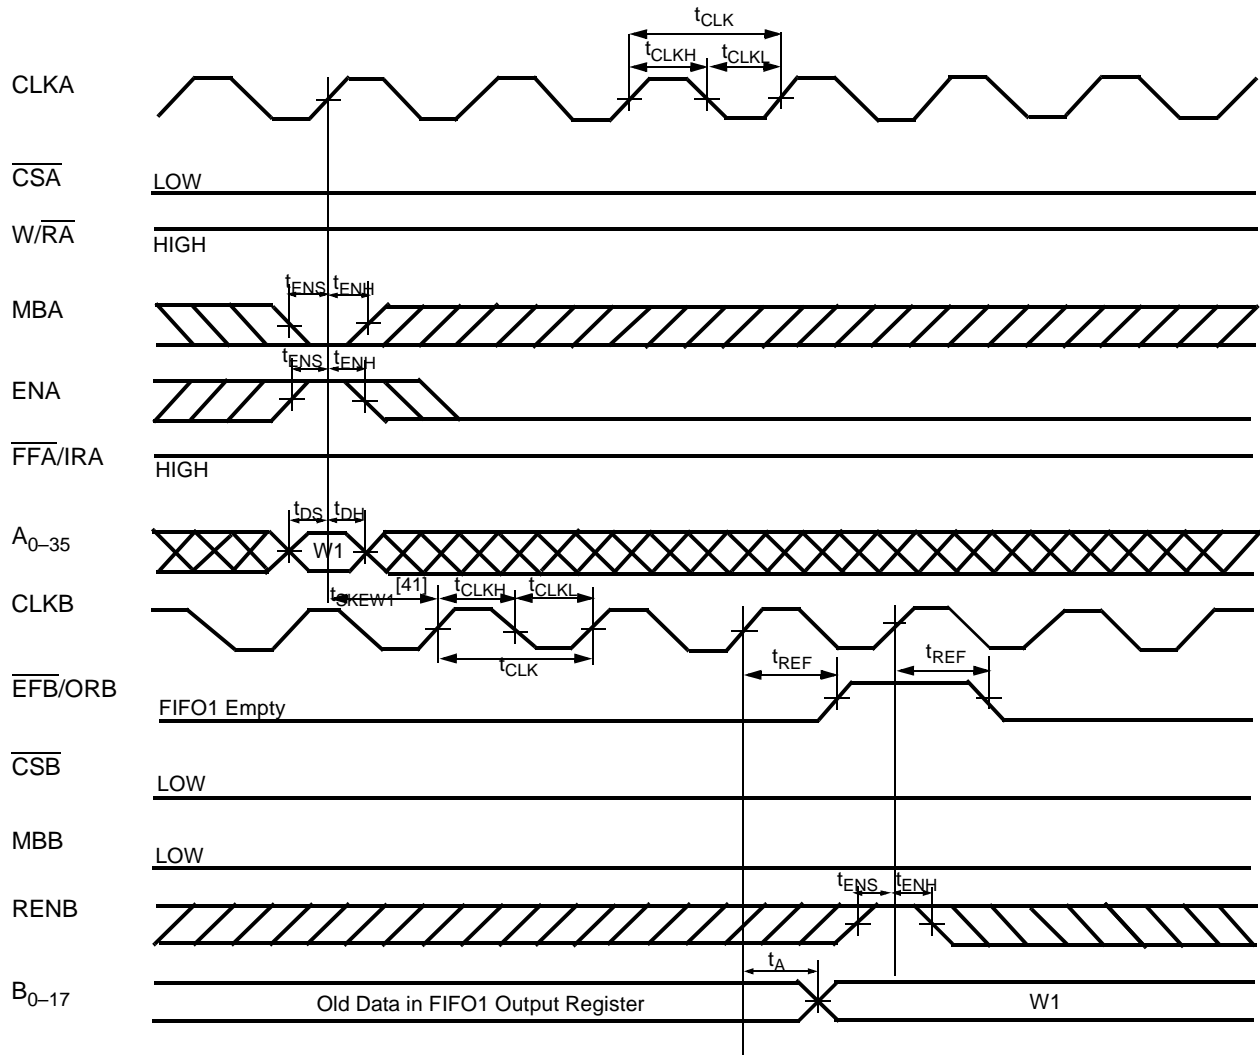 tCLK
tCLKH tCLKL
CLKA
CSA
LOW
W/RA
HIGH
tENS tENH
MBA
tENS tENH
ENA
FFA/IRA
HIGH
tDS tDH
A0–35
W1
tSKEW1[41] tCLKH tCLKL
CLKB
tCLK
tREF tREF
EFB/ORB
FIFO1 Empty
CSB
LOW
MBB
LOW
tENS tENH
RENB
tA
B0–17
Old Data in FIFO1 Output Register W1